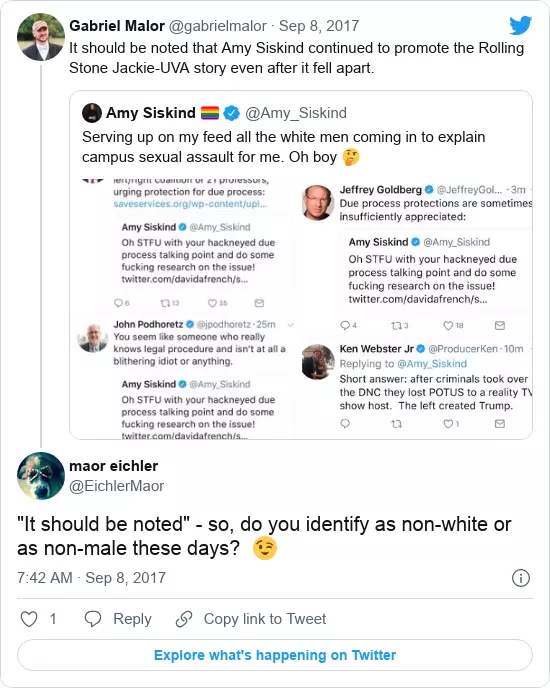 Gabriel Malor @gabrielmalor · Sep 8, 2017
It should be noted that Amy Siskind continued to promote the Rolling
Stone Jackie-UVA story even after it fell apart.
Amy Siskind 🏳️‍🌈 @Amy_Siskind
Serving up on my feed all the white men coming in to explain
campus sexual assault for me. Oh boy 🤔
left/right coalition of 21 professors,
urging protection for due process:
saveservices.org/wp-content/upl...
Amy Siskind @Amy_Siskind
Oh STFU with your hackneyed due
process talking point and do some
fucking research on the issue!
twitter.com/davidafrench/s...
6 13 35
John Podhoretz @jpodhoretz · 25m
You seem like someone who really
knows legal procedure and isn't at all a
blithering idiot or anything.
Amy Siskind @Amy_Siskind
Oh STFU with your hackneyed due
process talking point and do some
fucking research on the issue!
twitter.com/davidafrench/s...
Jeffrey Goldberg @JeffreyGol... · 3m
Due process protections are sometimes
insufficiently appreciated:
Amy Siskind @Amy_Siskind
Oh STFU with your hackneyed due
process talking point and do some
fucking research on the issue!
twitter.com/davidafrench/s...
4 3 18
Ken Webster Jr @ProducerKen · 10m
Replying to @Amy_Siskind
Short answer: after criminals took over
the DNC they lost POTUS to a reality TV
show host. The left created Trump.
1
maor eichler
@EichlerMaor
"It should be noted" - so, do you identify as non-white or
as non-male these days? 😉
7:42 AM · Sep 8, 2017
1 Reply Copy link to Tweet
Explore what's happening on Twitter